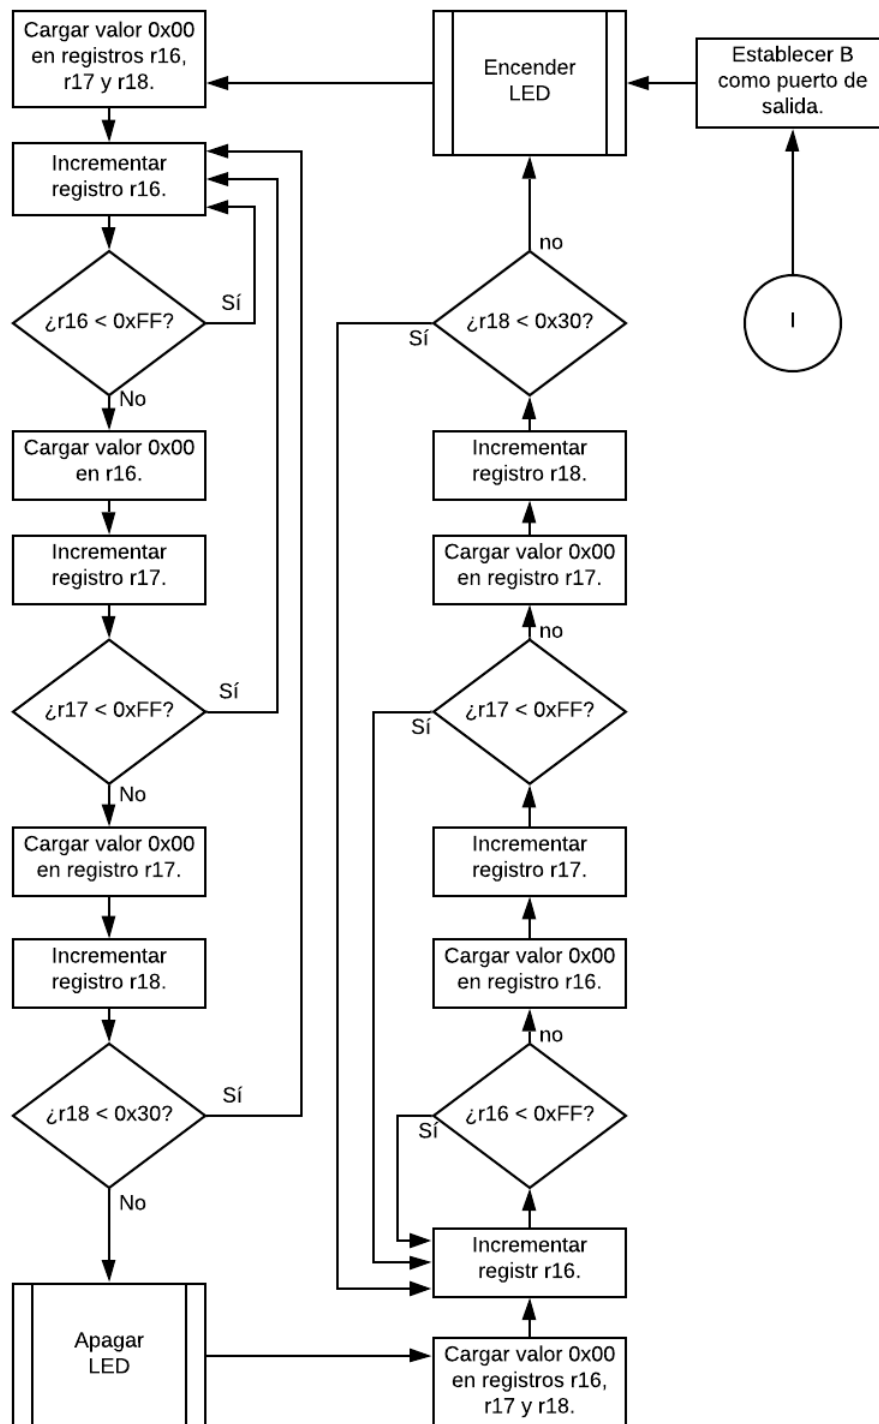 Cargar valor 0x00
en registros r16,
r17 y r18.
Encender
LED
Establecer B
como puerto de
salida.
Incrementar
registro r16.
no
¿r16 < 0xFF?
Sí
¿r18 < 0x30?
Sí
I
No
Cargar valor 0x00
en r16.
Incrementar
registro r18.
Incrementar
registro r17.
Cargar valor 0x00
en registro r17.
no
¿r17 < 0xFF?
Sí
¿r17 < 0xFF?
Sí
No
Cargar valor 0x00
en registro r17.
Incrementar
registro r17.
Incrementar
registro r18.
Cargar valor 0x00
en registro r16.
no
¿r18 < 0x30?
Sí
¿r16 < 0xFF?
Sí
No
Incrementar
registr r16.
Apagar
LED
Cargar valor 0x00
en registros r16,
r17 y r18.